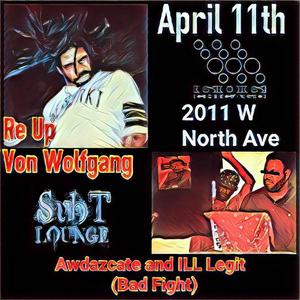 April 11th
2011 W
North Ave
Re Up
Von Wolfgang
SubT
LOUNGE
Awdazcate and ILL Legit
(Bad Fight)